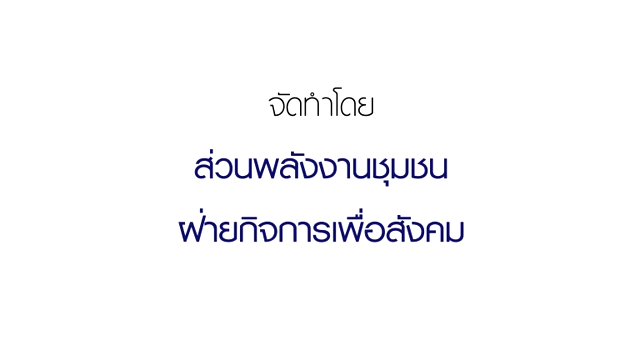 จัดทำโดย
ส่วนพลังงานชุมชน
ฝ่ายกิจการเพื่อสังคม